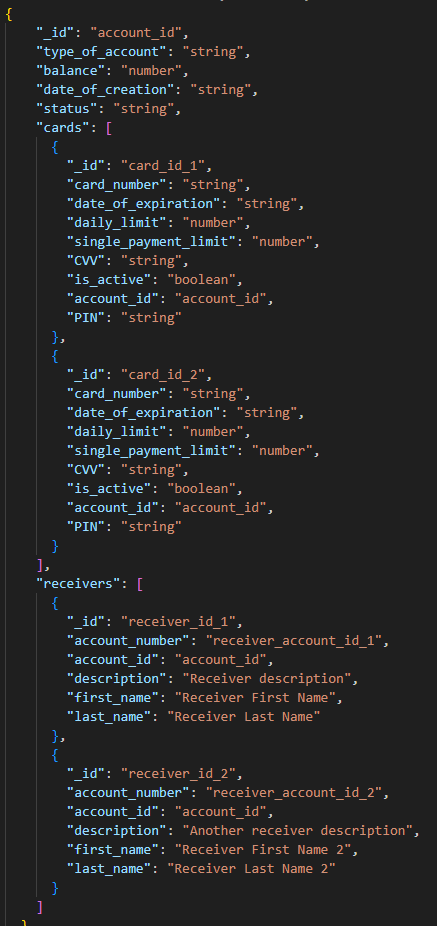 {
"_id": "account_id",
"type_of_account": "string",
"balance": "number",
"date_of_creation": "string",
"status": "string",
"cards": [
{
"_id": "card_id_1",
"card_number": "string",
"date_of_expiration": "string",
"daily_limit": "number",
"single_payment_limit": "number",
"CVV": "string",
"is_active": "boolean",
"account_id": "account_id",
"PIN": "string"
},
{
"_id": "card_id_2",
"card_number": "string",
"date_of_expiration": "string",
"daily_limit": "number",
"single_payment_limit": "number",
"CVV": "string",
"is_active": "boolean",
"account_id": "account_id",
"PIN": "string"
}
],
"receivers": [
{
"_id": "receiver_id_1",
"account_number": "receiver_account_id_1",
"account_id": "account_id",
"description": "Receiver description",
"first_name": "Receiver First Name",
"last_name": "Receiver Last Name"
},
{
"_id": "receiver_id_2",
"account_number": "receiver_account_id_2",
"account_id": "account_id",
"description": "Another receiver description",
"first_name": "Receiver First Name 2",
"last_name": "Receiver Last Name 2"
}
]
}